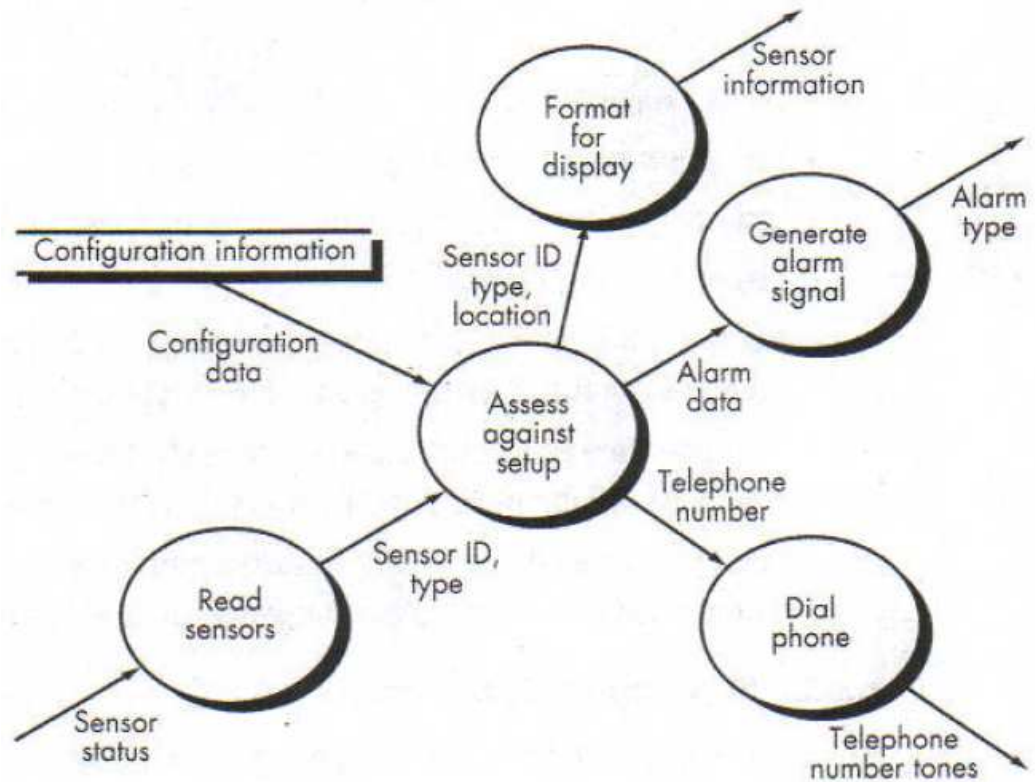 Sensor
information
Format
for
display
Alarm
type
Generate
alarm
signal
Configuration information
Sensor ID
type,
location
Configuration
data
Alarm
data
Assess
against
setup
Telephone
number
Sensor ID,
type
Read
sensors
Dial
phone
Sensor
status
Telephone
number tones